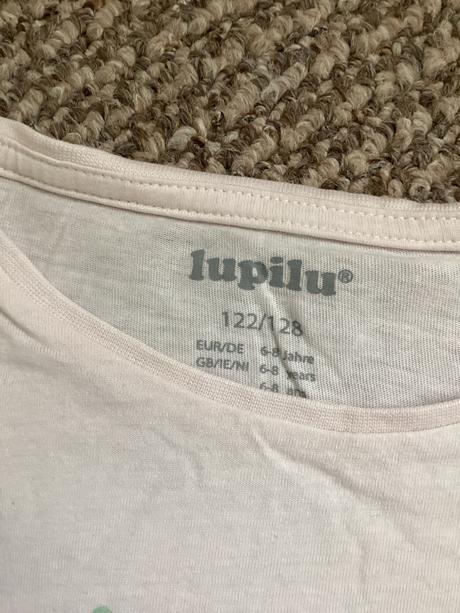 lupilu®
122/128
EUR/DE 6-8 Jahre
GB/IE/NI 6-8 years
6-8 ans